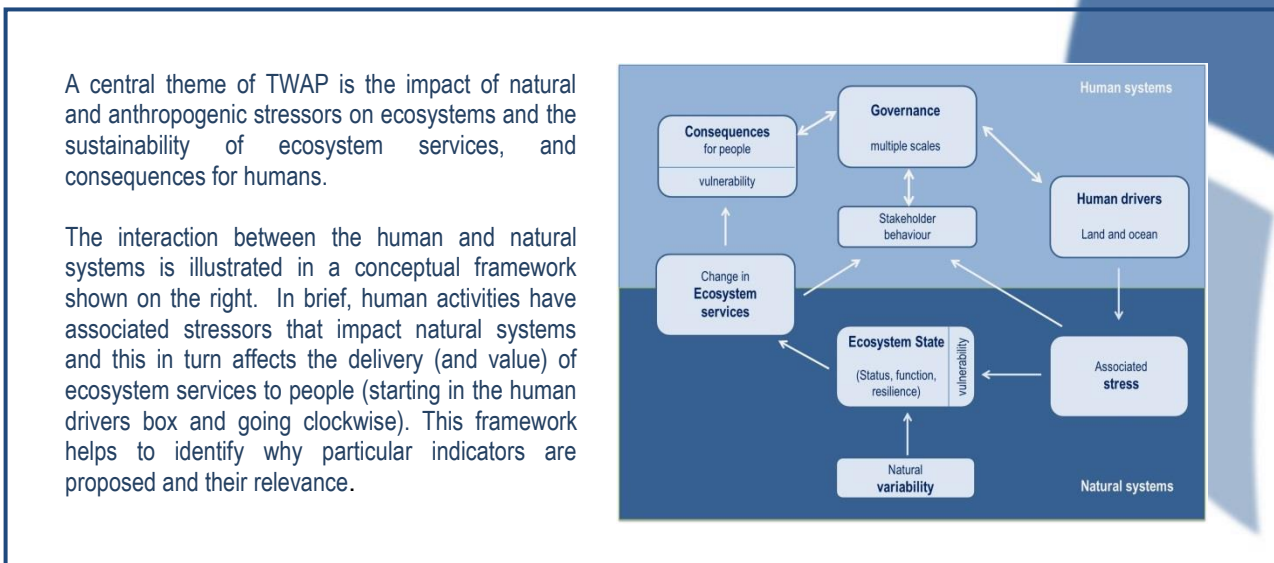 A central theme of TWAP is the impact of natural
and anthropogenic stressors on ecosystems and the
sustainability of ecosystem services, and
consequences for humans.
The interaction between the human and natural
systems is illustrated in a conceptual framework
shown on the right. In brief, human activities have
associated stressors that impact natural systems
and this in turn affects the delivery (and value) of
ecosystem services to people (starting in the human
drivers box and going clockwise). This framework
helps to identify why particular indicators are
proposed and their relevance.
Human systems
Governance
multiple scales
Consequences
for people
vulnerability
Human drivers
Land and ocean
Stakeholder
behaviour
Change in
Ecosystem
services
Ecosystem State
(Status, function,
resilience)
vulnerability
Associated
stress
Natural
variability
Natural systems